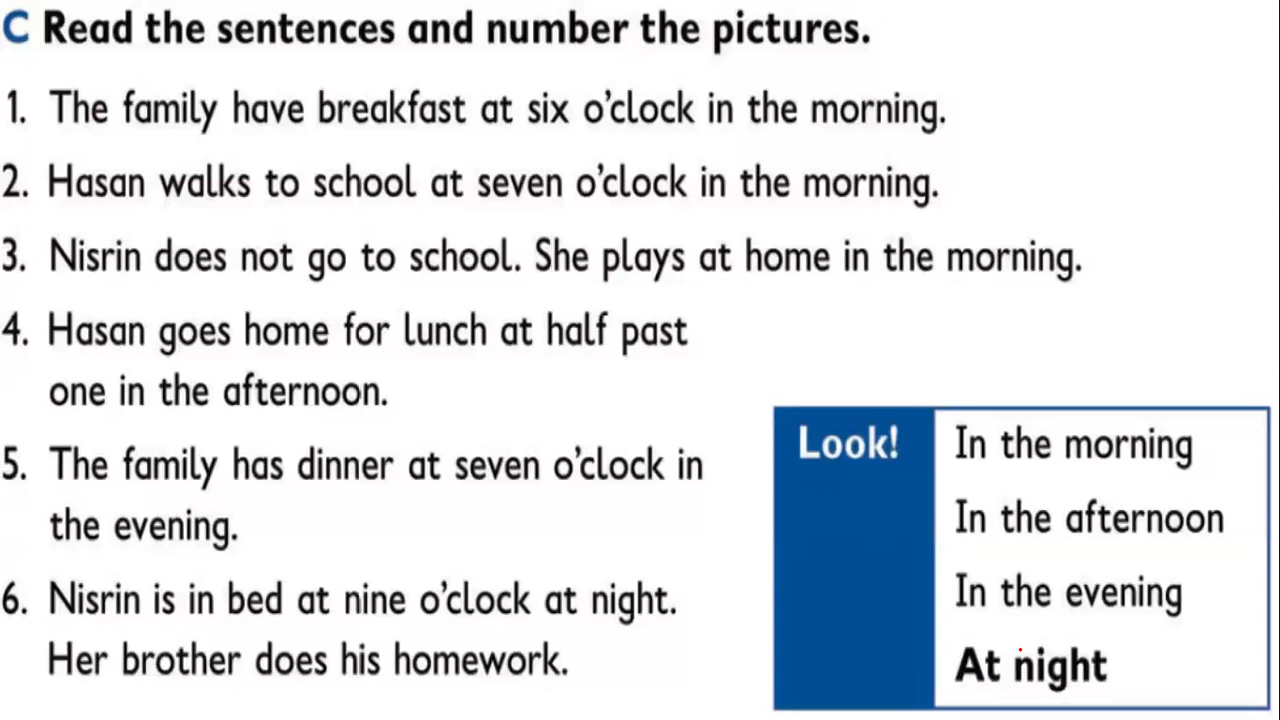 C Read the sentences and number the pictures.
1. The family have breakfast at six o'clock in the morning.
2. Hasan walks to school at seven o'clock in the morning.
3. Nisrin does not go to school. She plays at home in the morning.
4. Hasan goes home for lunch at half past
one in the afternoon.
5. The family has dinner at seven o'clock in
the evening.
6. Nisrin is in bed at nine o'clock at night.
Her brother does his homework.
Look!
In the morning
In the afternoon
In the evening
At night